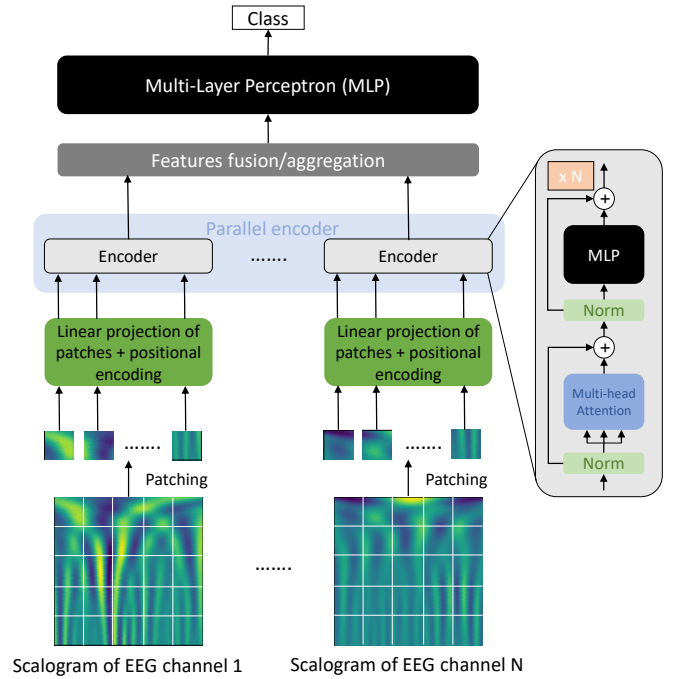 Class
Multi-Layer Perceptron (MLP)
Features fusion/aggregation
Parallel encoder
Encoder
.......
Encoder
Linear projection of
patches + positional
encoding
Linear projection of
patches + positional
encoding
.......
.......
Patching
Patching
.......
Scalogram of EEG channel 1
Scalogram of EEG channel N
x N
+
MLP
Norm
+
Multi-head
Attention
Norm